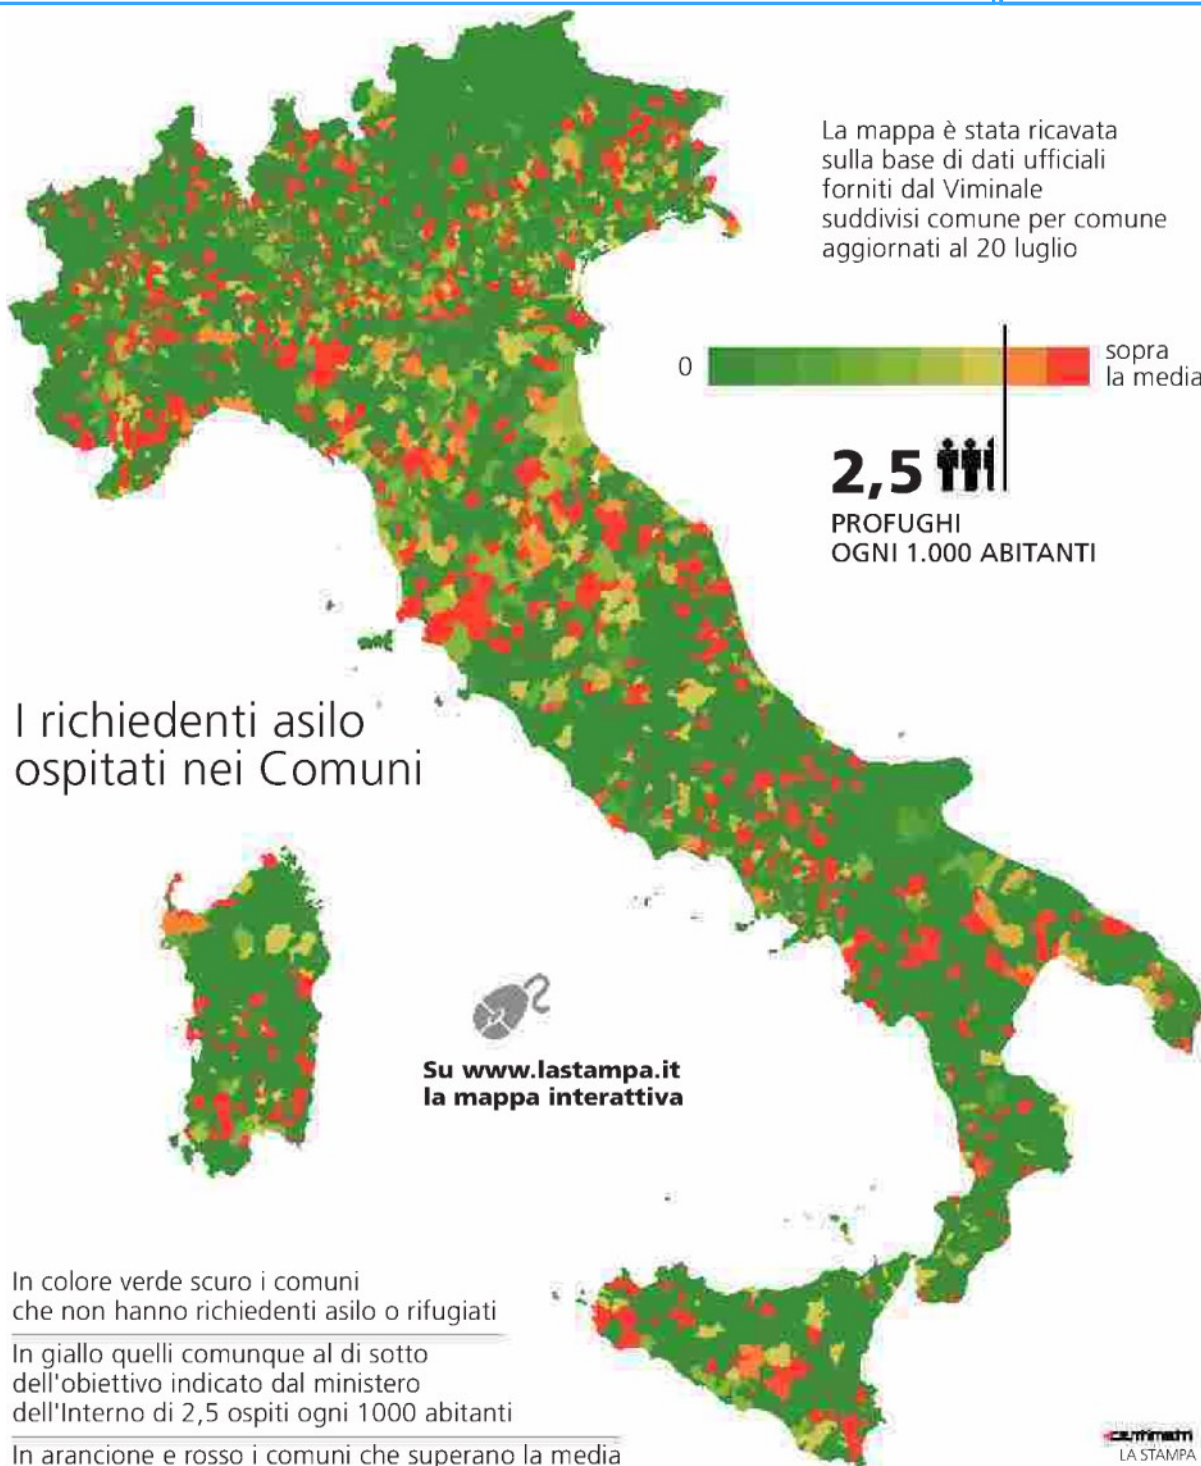 La mappa è stata ricavata
sulla base di dati ufficiali
forniti dal Viminale
suddivisi comune per comune
aggiornati al 20 luglio
0
sopra
la media
2,5
PROFUGHI
OGNI 1.000 ABITANTI
I richiedenti asilo
ospitati nei Comuni
Su www.lastampa.it
la mappa interattiva
In colore verde scuro i comuni
che non hanno richiedenti asilo o rifugiati
In giallo quelli comunque al di sotto
dell'obiettivo indicato dal ministero
dell'Interno di 2,5 ospiti ogni 1000 abitanti
In arancione e rosso i comuni che superano la media
centimetri
LA STAMPA